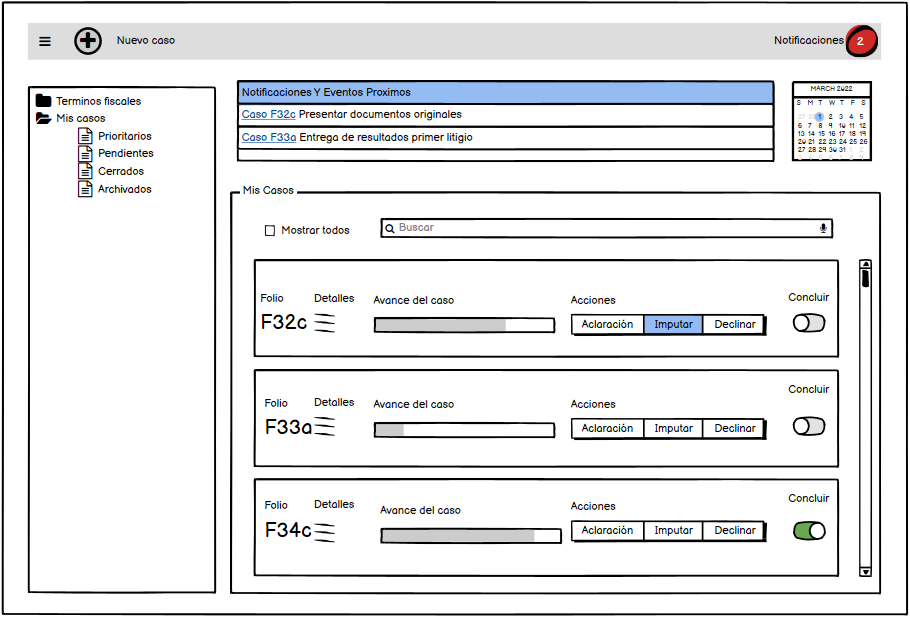 Nuevo caso
Notificaciones 2
Terminos fiscales
Mis casos
Prioritarios
Pendientes
Cerrados
Archivados
Notificaciones Y Eventos Proximos
Caso F32c Presentar documentos originales
Caso F33a Entrega de resultados primer litigio
MARCH 2022
S M T W T F S
27 28 1 2 3 4 5
6 7 8 9 10 11 12
13 14 15 16 17 18 19
20 21 22 23 24 25 26
27 28 29 30 31 1 2
3 4 5 6 7 8 9
Mis Casos
Mostrar todos
Buscar
Folio Detalles Avance del caso Acciones Concluir
F32c Aclaración Imputar Declinar
Folio Detalles Avance del caso Acciones Concluir
F33a Aclaración Imputar Declinar
Folio Detalles Avance del caso Acciones Concluir
F34c Aclaración Imputar Declinar